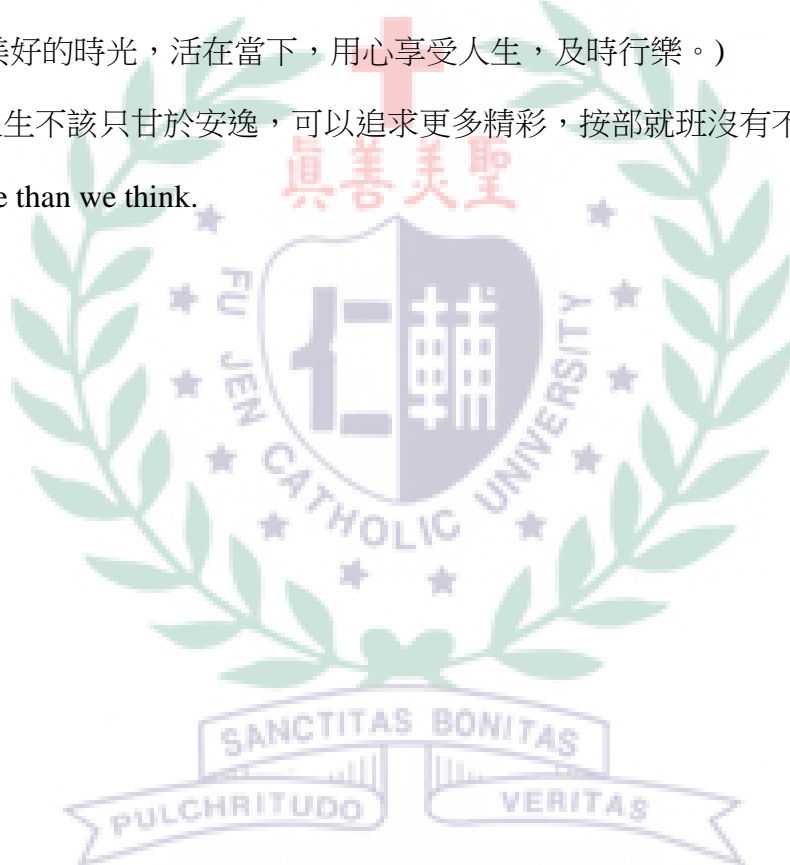 美好的時光，活在當下，用心享受人生，及時行樂。)
生不該只甘於安逸，可以追求更多精彩，按部就班沒有不
e than we think.
真善美聖
FU JEN CATHOLIC UNIVERSITY
仁輔
SANCTITAS BONITAS
PULCHRITUDO VERITAS